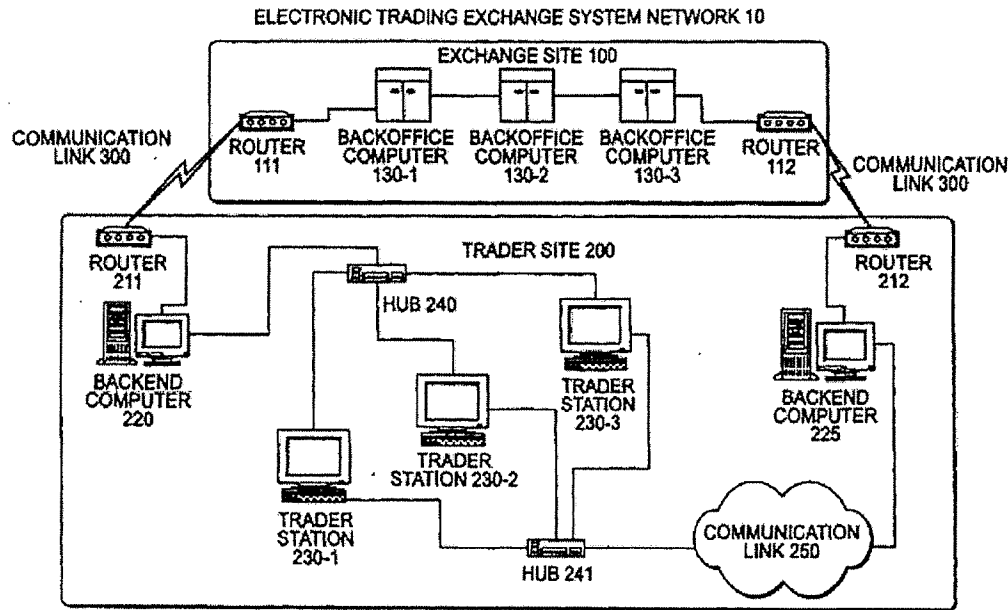 ELECTRONIC TRADING EXCHANGE SYSTEM NETWORK 10
EXCHANGE SITE 100
COMMUNICATION
LINK 300
ROUTER
111
BACKOFFICE
COMPUTER
130-1
BACKOFFICE
COMPUTER
130-2
BACKOFFICE
COMPUTER
130-3
ROUTER
112
COMMUNICATION
LINK 300
ROUTER
211
TRADER SITE 200
ROUTER
212
HUB 240
BACKEND
COMPUTER
220
TRADER
STATION
230-3
BACKEND
COMPUTER
225
TRADER
STATION 230-2
TRADER
STATION
230-1
HUB 241
COMMUNICATION
LINK 250